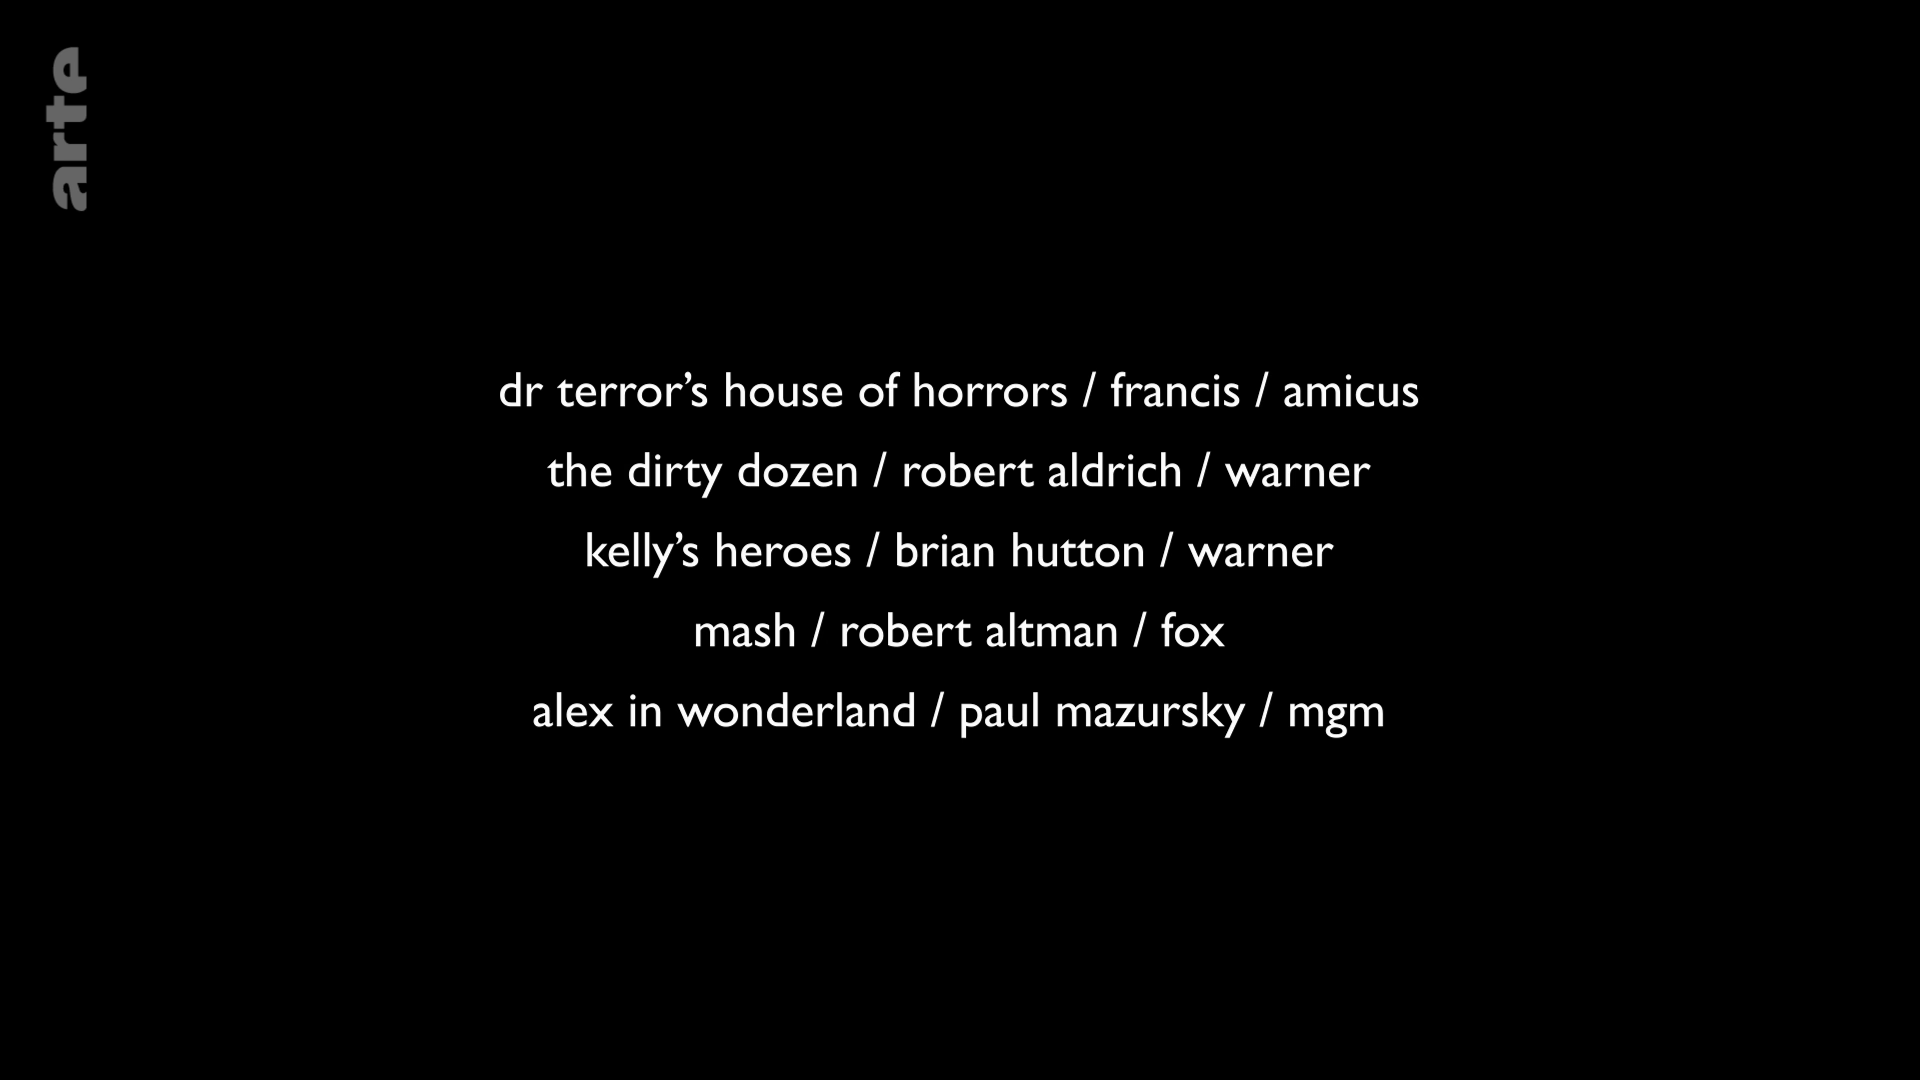 arte
dr terror’s house of horrors / francis / amicus
the dirty dozen / robert aldrich / warner
kelly’s heroes / brian hutton / warner
mash / robert altman / fox
alex in wonderland / paul mazursky / mgm